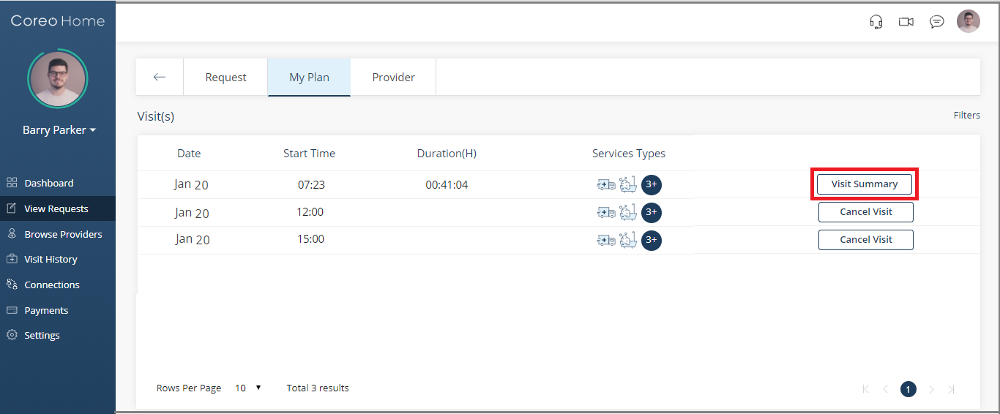 Coreo Home
Barry Parker
Dashboard
View Requests
Browse Providers
Visit History
Connections
Payments
Settings
Request My Plan Provider
Visit(s) Filters
Date Start Time Duration(H) Services Types
Jan 20 07:23 00:41:04 3+ Visit Summary
Jan 20 12:00 3+ Cancel Visit
Jan 20 15:00 3+ Cancel Visit
Rows Per Page 10 Total 3 results 1